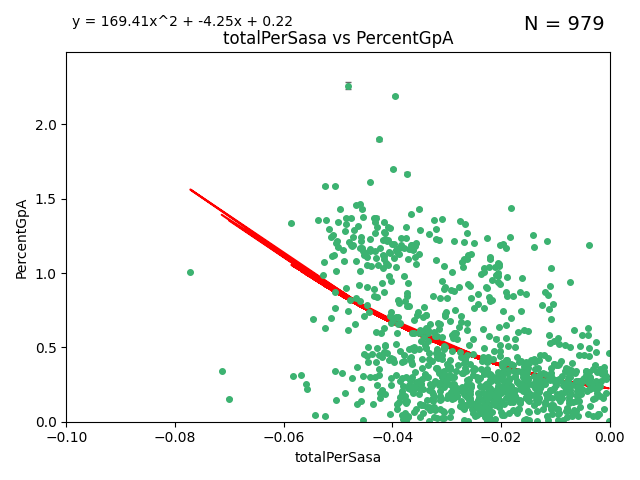 y = 169.41x^2 + -4.25x + 0.22
N = 979
totalPerSasa vs PercentGpA
PercentGpA
2.0
1.5
1.0
0.5
0.0
−0.10
−0.08
−0.06
−0.04
−0.02
0.00
totalPerSasa